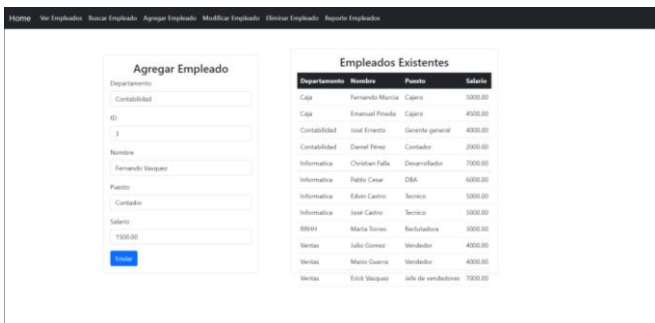 Home Ver Empleados Buscar Empleado Agregar Empleado Modificar Empleado Eliminar Empleado Reporte Empleados
Agregar Empleado
Departamento
Contabilidad
ID
3
Nombre
Fernando Vasquez
Puesto
Contador
Salario
1500.00
Enviar
Empleados Existentes
Departamento Nombre Puesto Salario
Caja Fernando Murcia Cajero 5000.00
Caja Emanuel Pineda Cajero 4500.00
Contabilidad José Ernesto Gerente general 4000.00
Contabilidad Daniel Pérez Contador 2000.00
Informatica Christian Falla Desarrollador 7000.00
Informatica Pablo Cesar DBA 6000.00
Informatica Edvin Castro Tecnico 5000.00
Informatica José Castro Tecnico 5000.00
RRHH Marta Torres Reclutadora 3000.00
Ventas Julio Gomez Vendedor 4000.00
Ventas Mario Guerra Vendedor 4000.00
Ventas Erick Vasquez Jefe de vendedores 7000.00